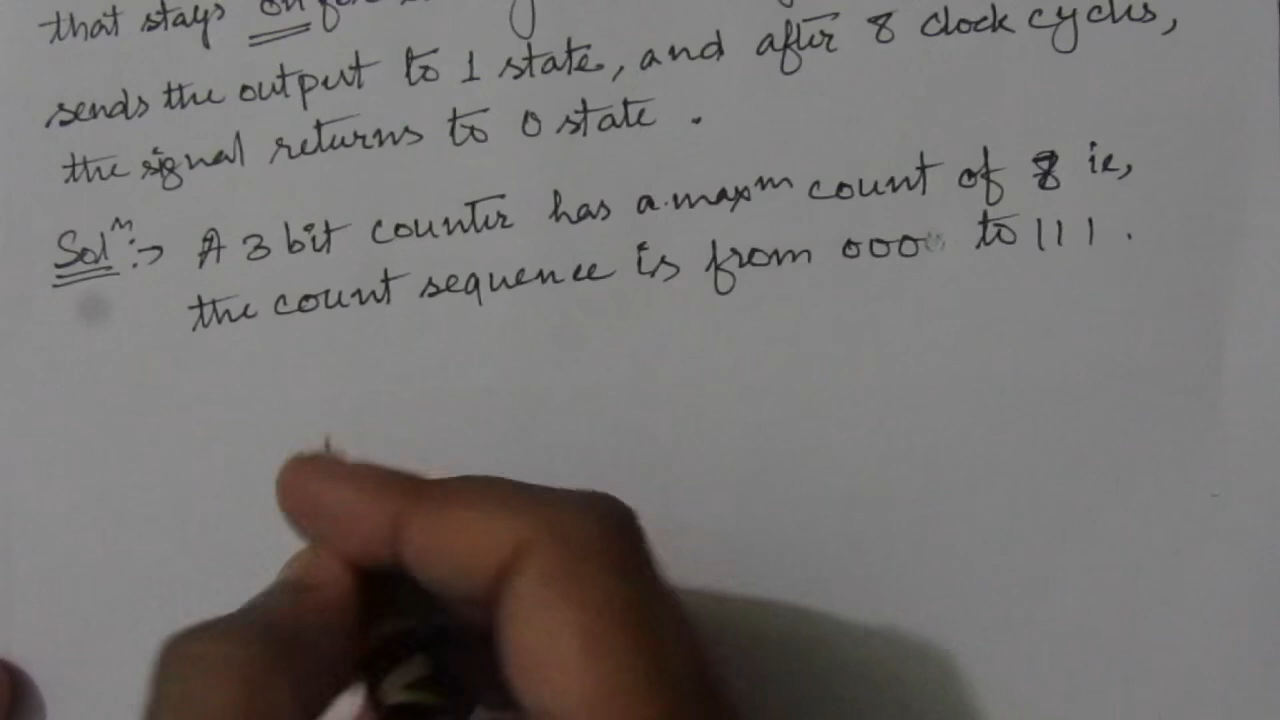 that stays on
sends the output to 1 state, and after 8 clock cycles,
the signal returns to 0 state.
Solⁿ:→ A 3 bit counter has a maxᵐ count of 8 ie,
the count sequence is from 000 to 111.